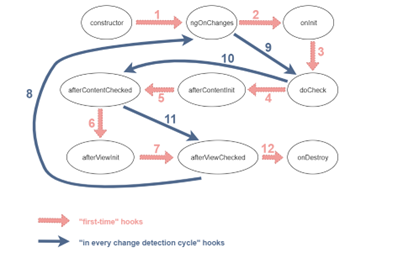 1
2
constructor
ngOnChanges
onInit
9
3
8
10
afterContentChecked
afterContentInit
doCheck
5
4
6
11
7
12
afterViewInit
afterViewChecked
onDestroy
"first-time" hooks
"in every change detection cycle" hooks